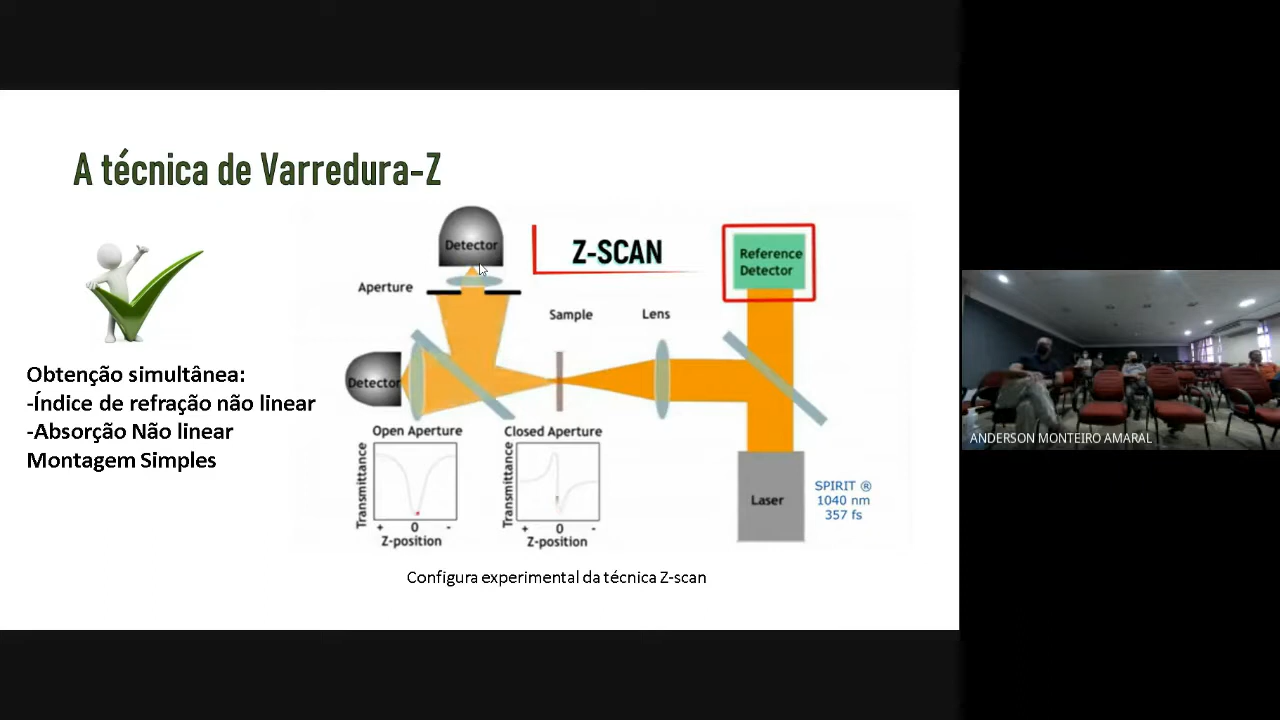 A técnica de Varredura-Z
Detector
Z-SCAN
Reference
Detector
Aperture
Sample
Lens
Detector
Obtenção simultânea:
-Índice de refração não linear
-Absorção Não linear
Montagem Simples
Open Aperture
Closed Aperture
Transmittance
+ 0 -
Z-position
Transmittance
+ 0 -
Z-position
Laser
SPIRIT ®
1040 nm
357 fs
Configura experimental da técnica Z-scan
ANDERSON MONTEIRO AMARAL